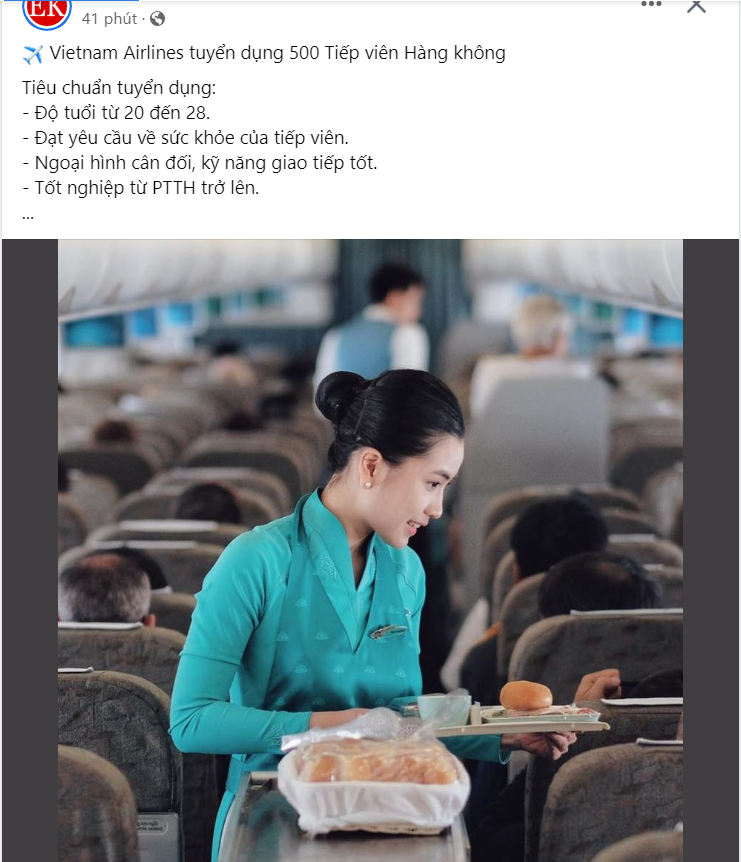 EK
41 phút ·
Vietnam Airlines tuyển dụng 500 Tiếp viên Hàng không
Tiêu chuẩn tuyển dụng:
- Độ tuổi từ 20 đến 28.
- Đạt yêu cầu về sức khỏe của tiếp viên.
- Ngoại hình cân đối, kỹ năng giao tiếp tốt.
- Tốt nghiệp từ PTTH trở lên.
...